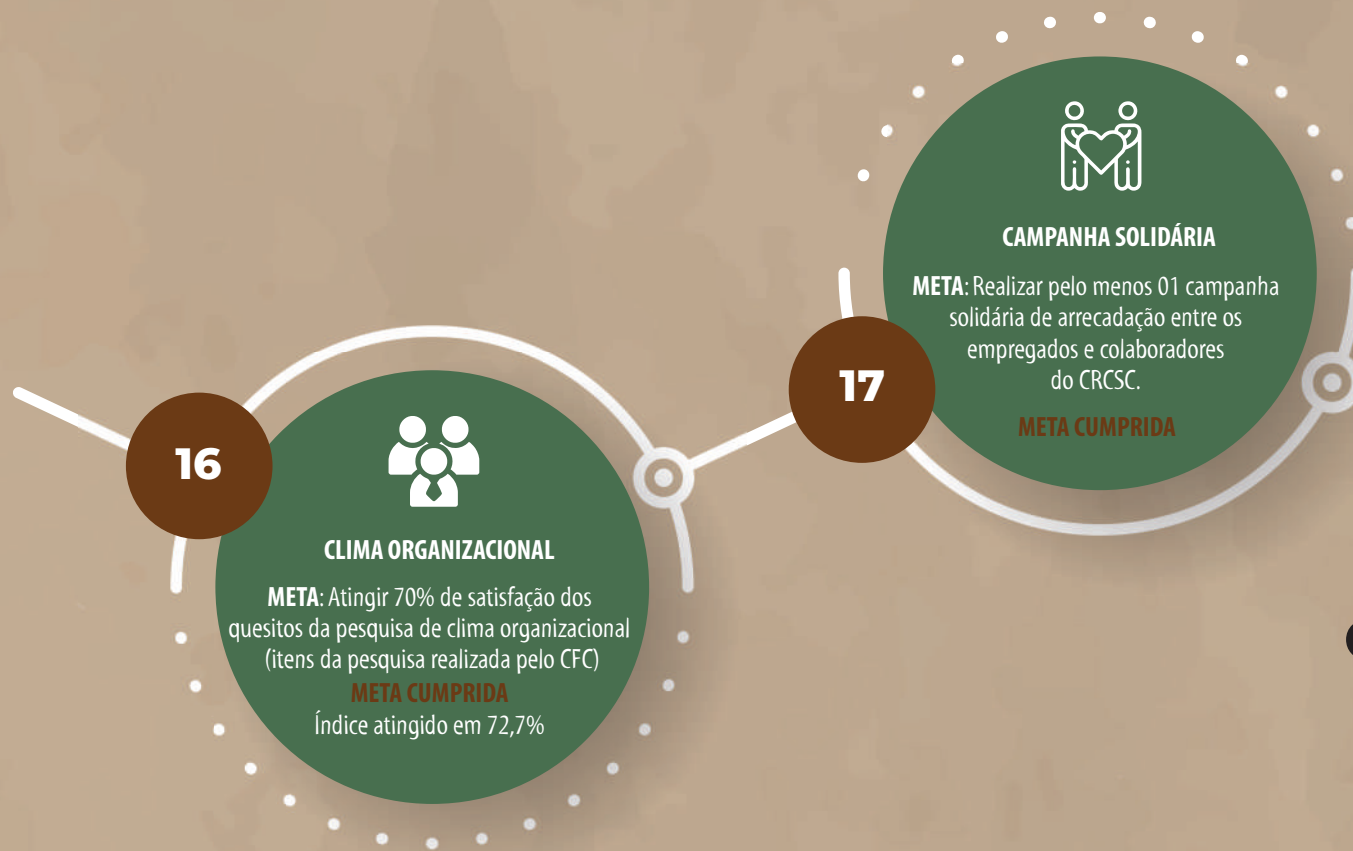 16
CLIMA ORGANIZACIONAL
META: Atingir 70% de satisfação dos
quesitos da pesquisa de clima organizacional
(itens da pesquisa realizada pelo CFC)
META CUMPRIDA
Índice atingido em 72,7%
17
CAMPANHA SOLIDÁRIA
META: Realizar pelo menos 01 campanha
solidária de arrecadação entre os
empregados e colaboradores
do CRCSC.
META CUMPRIDA